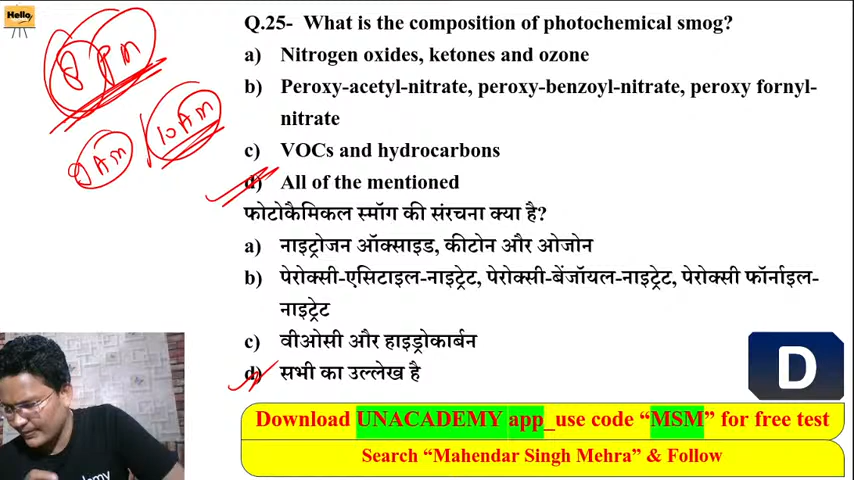 Hello
8 PM
9 AM
10 AM
Q.25- What is the composition of photochemical smog?
a) Nitrogen oxides, ketones and ozone
b) Peroxy-acetyl-nitrate, peroxy-benzoyl-nitrate, peroxy fornyl-
nitrate
c) VOCs and hydrocarbons
d) All of the mentioned
फोटोकैमिकल स्मॉग की संरचना क्या है?
a) नाइट्रोजन ऑक्साइड, कीटोन और ओजोन
b) पेरोक्सी-एसिटाइल-नाइट्रेट, पेरोक्सी-बेंजॉयल-नाइट्रेट, पेरोक्सी फॉर्नाइल-
नाइट्रेट
c) वीओसी और हाइड्रोकार्बन
d) सभी का उल्लेख है
D
Download UNACADEMY app_use code “MSM” for free test
Search “Mahendar Singh Mehra” & Follow